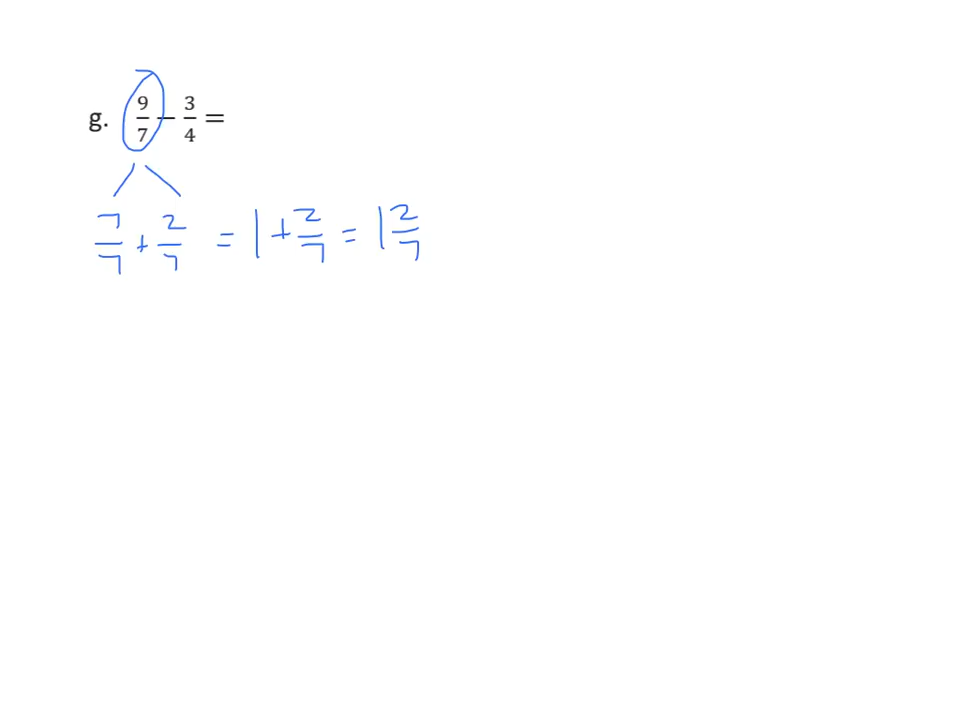 g. 9/7 − 3/4 =
7/7 + 2/7 = 1 + 2/7 = 1 2/7